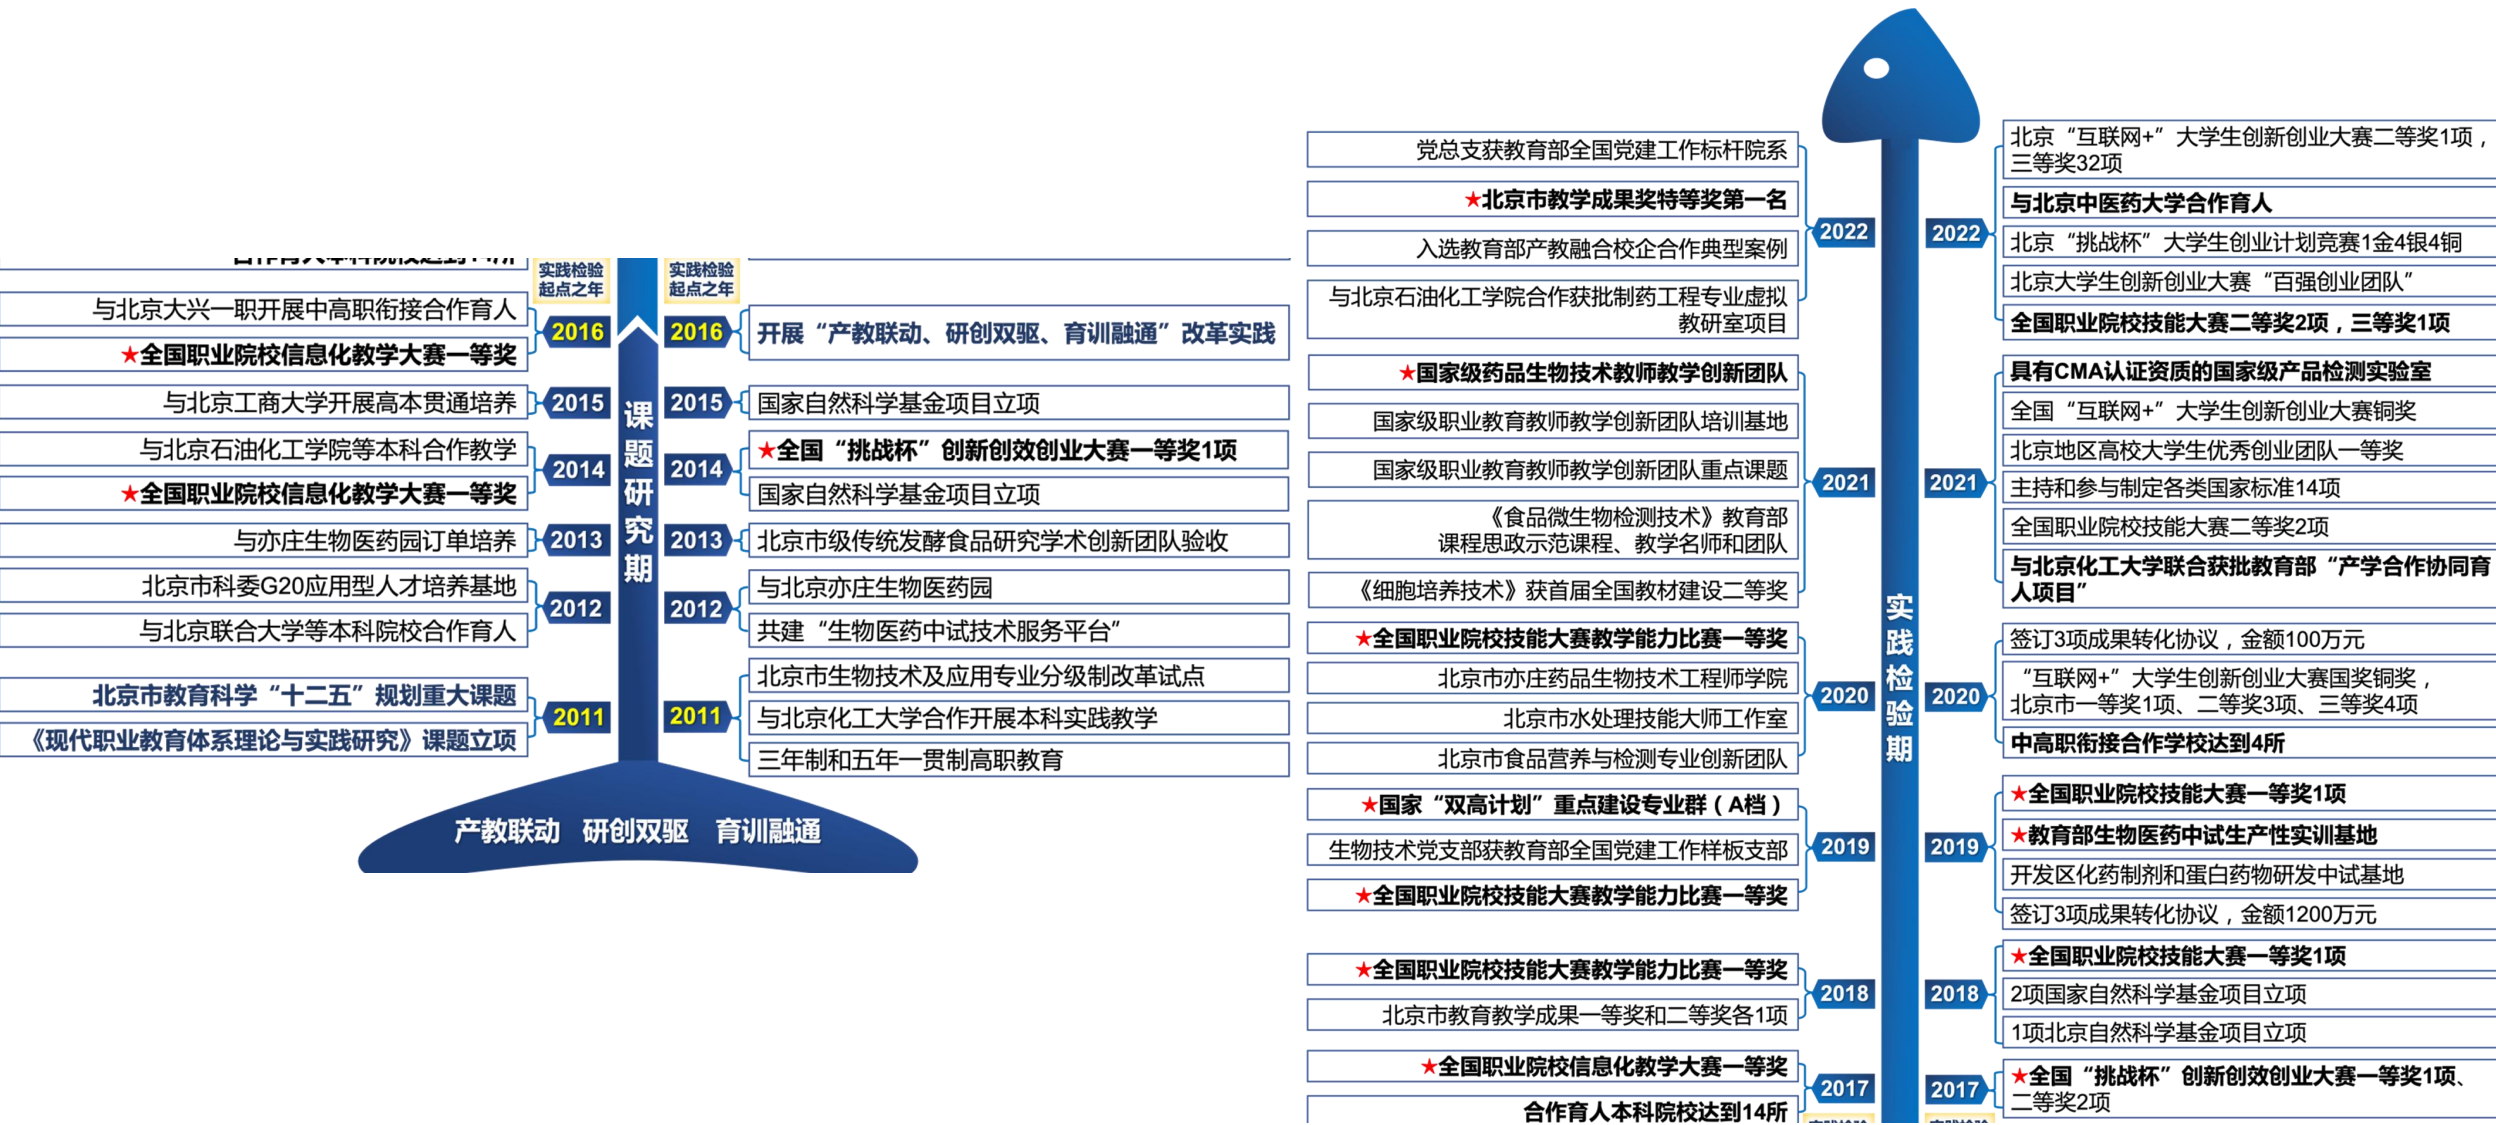 合作育人本科院校达到14所
实践检验
起点之年
实践检验
起点之年
与北京大兴一职开展中高职衔接合作育人
★全国职业院校信息化教学大赛一等奖
2016
2016
开展“产教联动、研创双驱、育训融通”改革实践
与北京工商大学开展高本贯通培养
2015
2015
国家自然科学基金项目立项
与北京石油化工学院等本科合作教学
★全国职业院校信息化教学大赛一等奖
2014
2014
★全国“挑战杯”创新创效创业大赛一等奖1项
国家自然科学基金项目立项
与亦庄生物医药园订单培养
2013
2013
北京市级传统发酵食品研究学术创新团队验收
北京市科委G20应用型人才培养基地
与北京联合大学等本科院校合作育人
2012
2012
与北京亦庄生物医药园
共建“生物医药中试技术服务平台”
北京市教育科学“十二五”规划重大课题
《现代职业教育体系理论与实践研究》课题立项
2011
2011
北京市生物技术及应用专业分级制改革试点
与北京化工大学合作开展本科实践教学
三年制和五年一贯制高职教育
课题研究期
产教联动 研创双驱 育训融通
党总支获教育部全国党建工作标杆院系
★北京市教学成果奖特等奖第一名
入选教育部产教融合校企合作典型案例
与北京石油化工学院合作获批制药工程专业虚拟
教研室项目
2022
2022
北京“互联网+”大学生创新创业大赛二等奖1项，
三等奖32项
与北京中医药大学合作育人
北京“挑战杯”大学生创业计划竞赛1金4银4铜
北京大学生创新创业大赛“百强创业团队”
全国职业院校技能大赛二等奖2项，三等奖1项
★国家级药品生物技术教师教学创新团队
国家级职业教育教师教学创新团队培训基地
国家级职业教育教师教学创新团队重点课题
《食品微生物检测技术》教育部
课程思政示范课程、教学名师和团队
《细胞培养技术》获首届全国教材建设二等奖
2021
2021
具有CMA认证资质的国家级产品检测实验室
全国“互联网+”大学生创新创业大赛铜奖
北京地区高校大学生优秀创业团队一等奖
主持和参与制定各类国家标准14项
全国职业院校技能大赛二等奖2项
与北京化工大学联合获批教育部“产学合作协同育
人项目”
★全国职业院校技能大赛教学能力比赛一等奖
北京市亦庄药品生物技术工程师学院
北京市水处理技能大师工作室
北京市食品营养与检测专业创新团队
2020
2020
签订3项成果转化协议，金额100万元
“互联网+”大学生创新创业大赛国奖铜奖，
北京市一等奖1项、二等奖3项、三等奖4项
中高职衔接合作学校达到4所
★国家“双高计划”重点建设专业群（A档）
生物技术党支部获教育部全国党建工作样板支部
★全国职业院校技能大赛教学能力比赛一等奖
2019
2019
★全国职业院校技能大赛一等奖1项
★教育部生物医药中试生产性实训基地
开发区化药制剂和蛋白药物研发中试基地
签订3项成果转化协议，金额1200万元
★全国职业院校技能大赛教学能力比赛一等奖
北京市教育教学成果一等奖和二等奖各1项
2018
2018
★全国职业院校技能大赛一等奖1项
2项国家自然科学基金项目立项
1项北京自然科学基金项目立项
★全国职业院校信息化教学大赛一等奖
合作育人本科院校达到14所
2017
2017
★全国“挑战杯”创新创效创业大赛一等奖1项、
二等奖2项
实践检验期